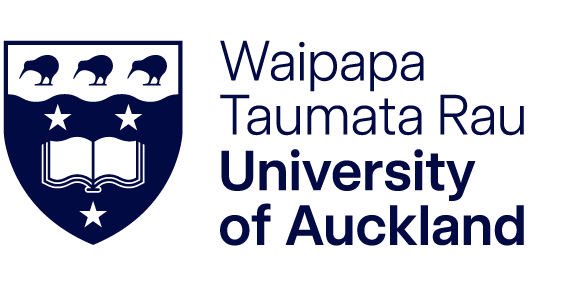 Waipapa
Taumata Rau
University
of Auckland